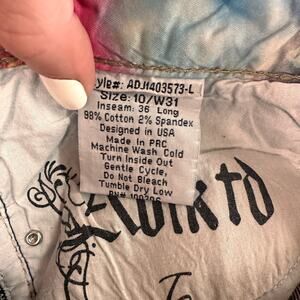 yle#: ADJ1403573-L
Size: 10/W31
Inseam: 36 Long
98% Cotton 2% Spandex
Designed in USA
Made in PRC
Machine Wash Cold
Turn Inside Out
Gentle Cycle,
Do Not Bleach
Tumble Dry Low